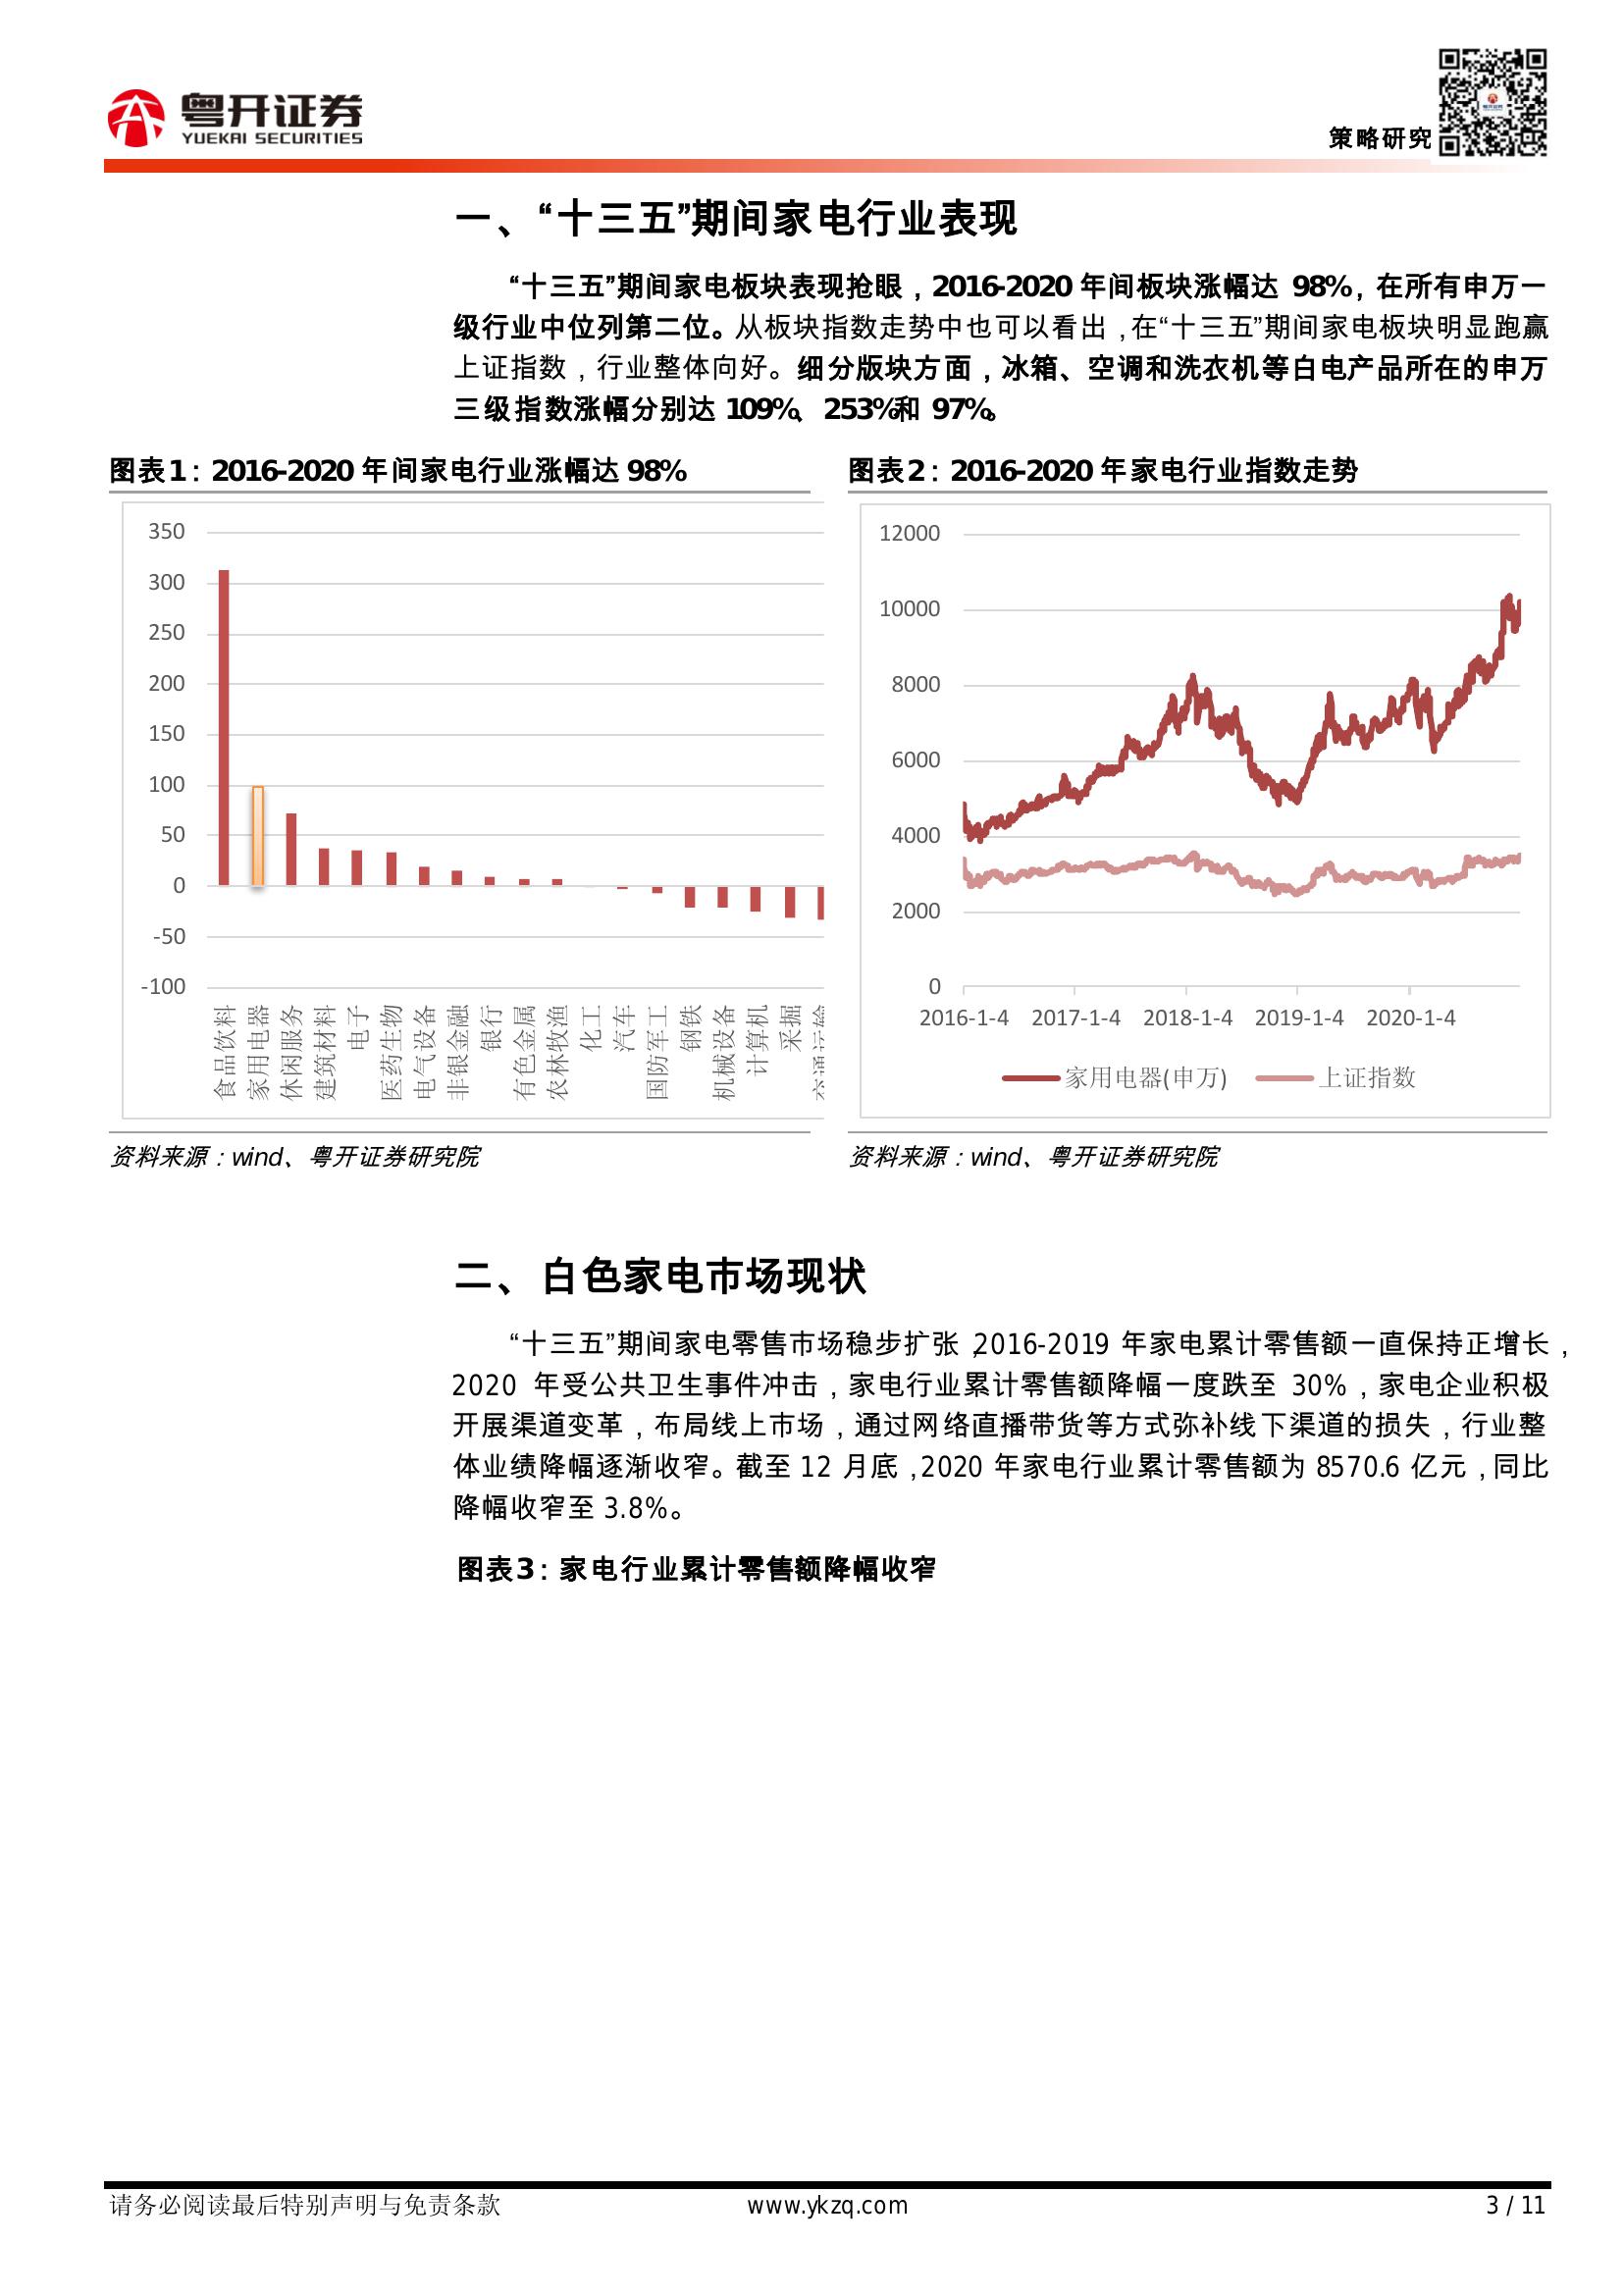 粤开证券
YUEKAI SECURITIES
策略研究
一、“十三五”期间家电行业表现
“十三五”期间家电板块表现抢眼，2016-2020 年间板块涨幅达 98%，在所有申万一
级行业中位列第二位。从板块指数走势中也可以看出，在“十三五”期间家电板块明显跑赢
上证指数，行业整体向好。细分版块方面，冰箱、空调和洗衣机等白电产品所在的申万
三级指数涨幅分别达 109%、253%和 97%。
图表1：2016-2020 年间家电行业涨幅达 98%
350
300
250
200
150
100
50
0
-50
-100
食品饮料
家用电器
休闲服务
建筑材料
电子
医药生物
电气设备
非银金融
银行
有色金属
农林牧渔
化工
汽车
国防军工
钢铁
机械设备
计算机
采掘
资料来源：wind、粤开证券研究院
图表2：2016-2020 年家电行业指数走势
12000
10000
8000
6000
4000
2000
0
2016-1-4 2017-1-4 2018-1-4 2019-1-4 2020-1-4
家用电器(申万) 上证指数
资料来源：wind、粤开证券研究院
二、白色家电市场现状
“十三五”期间家电零售市场稳步扩张，2016-2019 年家电累计零售额一直保持正增长，
2020 年受公共卫生事件冲击，家电行业累计零售额降幅一度跌至 30%，家电企业积极
开展渠道变革，布局线上市场，通过网络直播带货等方式弥补线下渠道的损失，行业整
体业绩降幅逐渐收窄。截至 12 月底，2020 年家电行业累计零售额为 8570.6 亿元，同比
降幅收窄至 3.8%。
图表3：家电行业累计零售额降幅收窄
请务必阅读最后特别声明与免责条款
www.ykzq.com
3 / 11